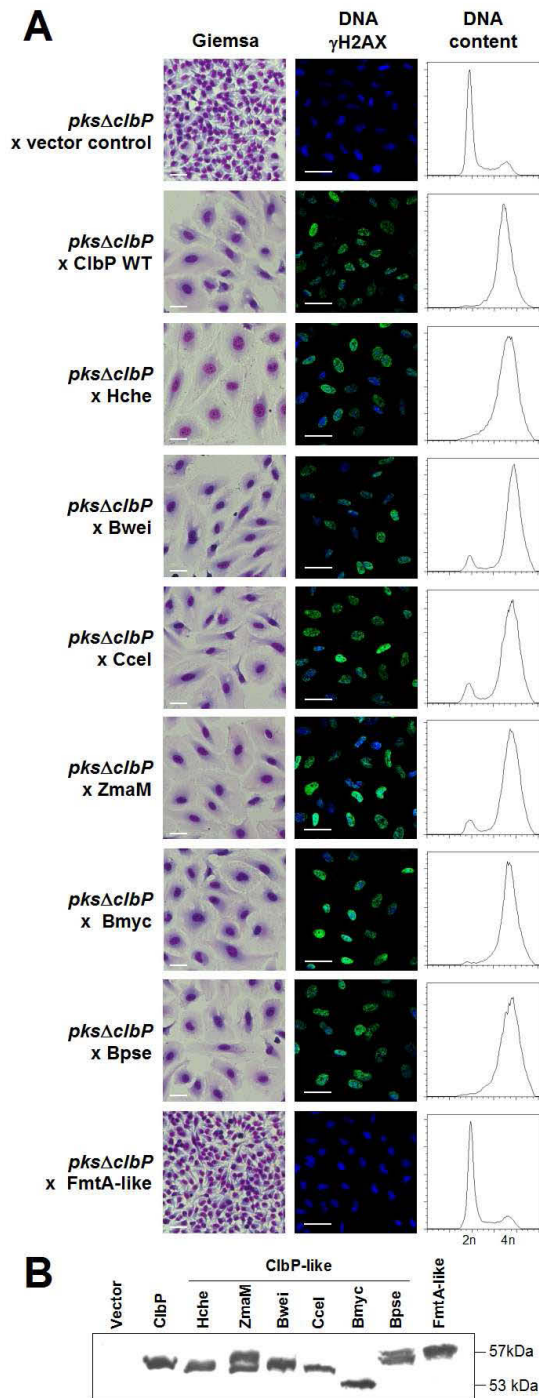 A
Giemsa
DNA
γH2AX
DNA
content
pksΔclbP
x vector control
pksΔclbP
x ClbP WT
pksΔclbP
x Hche
pksΔclbP
x Bwei
pksΔclbP
x Ccel
pksΔclbP
x ZmaM
pksΔclbP
x Bmyc
pksΔclbP
x Bpse
pksΔclbP
x FmtA-like
2n 4n
B
ClbP-like
Vector ClbP Hche ZmaM Bwei Ccel Bmyc Bpse FmtA-like
57kDa
53 kDa